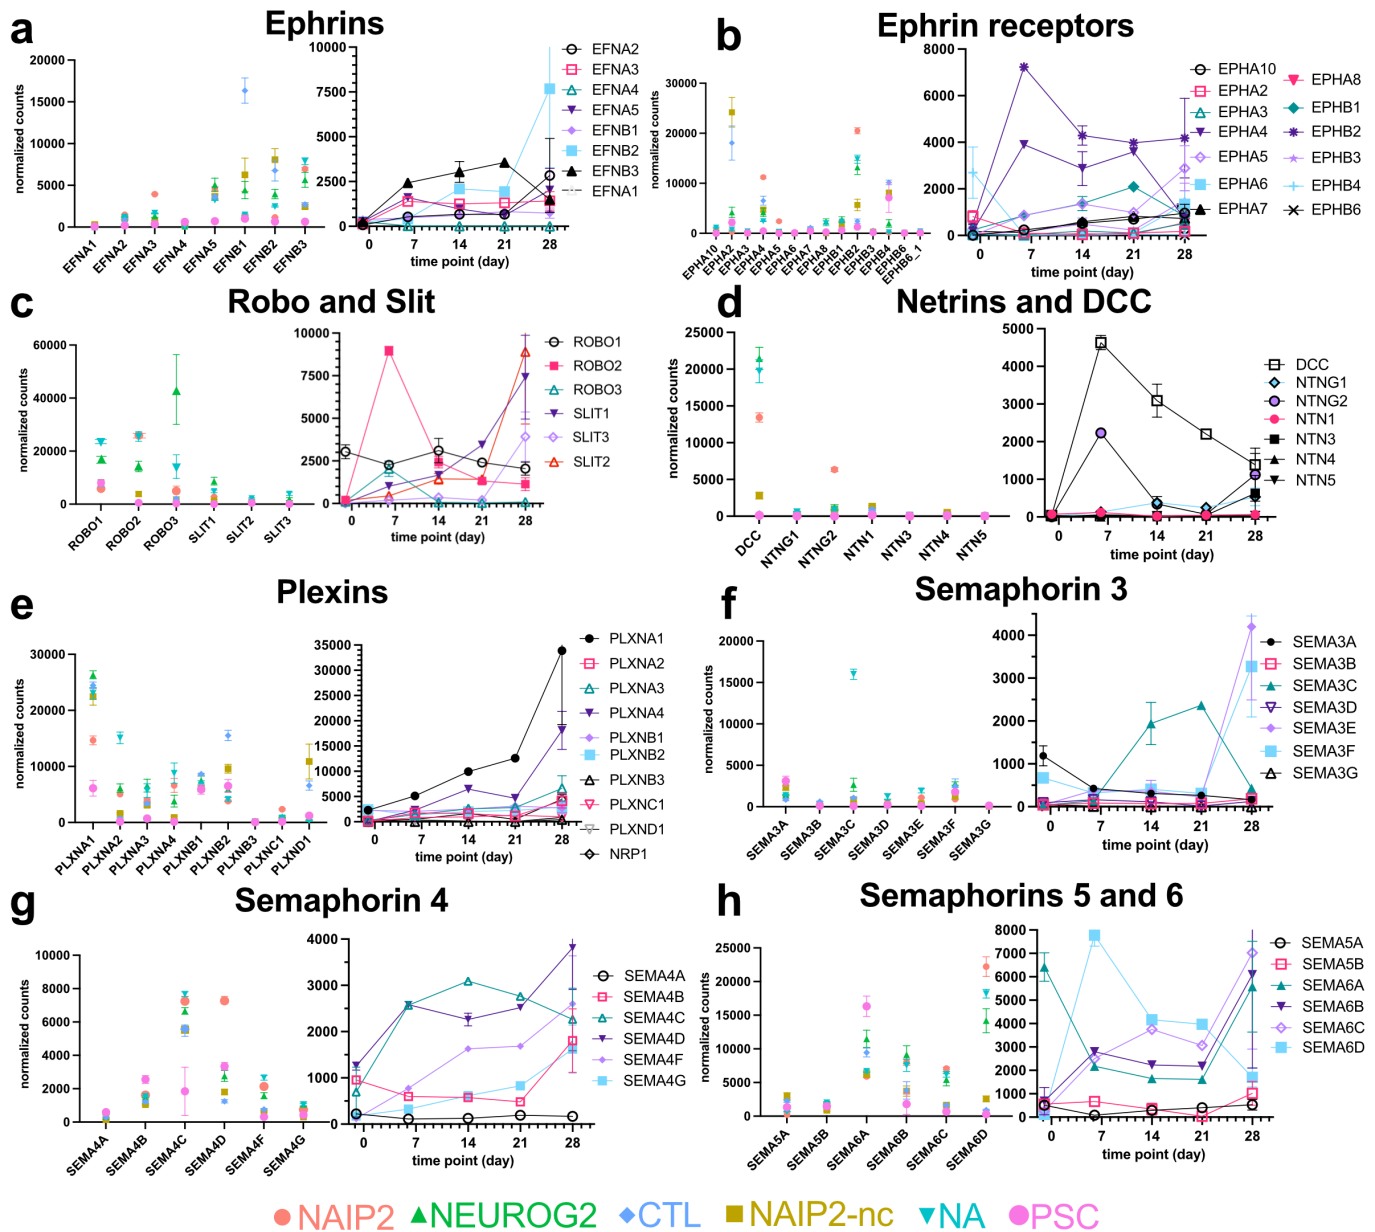 a
Ephrins
normalized counts
20000
15000
10000
5000
0
EFNA1
EFNA2
EFNA3
EFNA4
EFNA5
EFNB1
EFNB2
EFNB3
normalized counts
10000
7500
5000
2500
0
0 7 14 21 28
time point (day)
EFNA2
EFNA3
EFNA4
EFNA5
EFNB1
EFNB2
EFNB3
EFNA1
b
Ephrin receptors
normalized counts
30000
20000
10000
0
EPHA10
EPHA2
EPHA3
EPHA4
EPHA5
EPHA6
EPHA7
EPHA8
EPHB1
EPHB2
EPHB3
EPHB4
EPHB6
EPHB6_1
8000
6000
4000
2000
0
0 7 14 21 28
time point (day)
EPHA10
EPHA2
EPHA3
EPHA4
EPHA5
EPHA6
EPHA7
EPHA8
EPHB1
EPHB2
EPHB3
EPHB4
EPHB6
c
Robo and Slit
normalized counts
60000
40000
20000
0
ROBO1
ROBO2
ROBO3
SLIT1
SLIT2
SLIT3
10000
7500
5000
2500
0
0 7 14 21 28
time point (day)
ROBO1
ROBO2
ROBO3
SLIT1
SLIT3
SLIT2
d
Netrins and DCC
normalized counts
25000
20000
15000
10000
5000
0
DCC
NTNG1
NTNG2
NTN1
NTN3
NTN4
NTN5
5000
4000
3000
2000
1000
0
0 7 14 21 28
time point (day)
DCC
NTNG1
NTNG2
NTN1
NTN3
NTN4
NTN5
e
Plexins
normalized counts
30000
20000
10000
0
PLXNA1
PLXNA2
PLXNA3
PLXNA4
PLXNB1
PLXNB2
PLXNB3
PLXNC1
PLXND1
35000
30000
25000
20000
15000
10000
5000
0
0 7 14 21 28
time point (day)
PLXNA1
PLXNA2
PLXNA3
PLXNA4
PLXNB1
PLXNB2
PLXNB3
PLXNC1
PLXND1
NRP1
f
Semaphorin 3
normalized counts
20000
15000
10000
5000
0
SEMA3A
SEMA3B
SEMA3C
SEMA3D
SEMA3E
SEMA3F
SEMA3G
4000
3000
2000
1000
0
0 7 14 21 28
time point (day)
SEMA3A
SEMA3B
SEMA3C
SEMA3D
SEMA3E
SEMA3F
SEMA3G
g
Semaphorin 4
normalized counts
10000
8000
6000
4000
2000
0
SEMA4A
SEMA4B
SEMA4C
SEMA4D
SEMA4F
SEMA4G
4000
3000
2000
1000
0
0 7 14 21 28
time point (day)
SEMA4A
SEMA4B
SEMA4C
SEMA4D
SEMA4F
SEMA4G
h
Semaphorins 5 and 6
normalized counts
25000
20000
15000
10000
5000
0
SEMA5A
SEMA5B
SEMA6A
SEMA6B
SEMA6C
SEMA6D
8000
7000
6000
5000
4000
3000
2000
1000
0
0 7 14 21 28
time point (day)
SEMA5A
SEMA5B
SEMA6A
SEMA6B
SEMA6C
SEMA6D
NAIP2 NEUROG2 CTL NAIP2-nc NA PSC